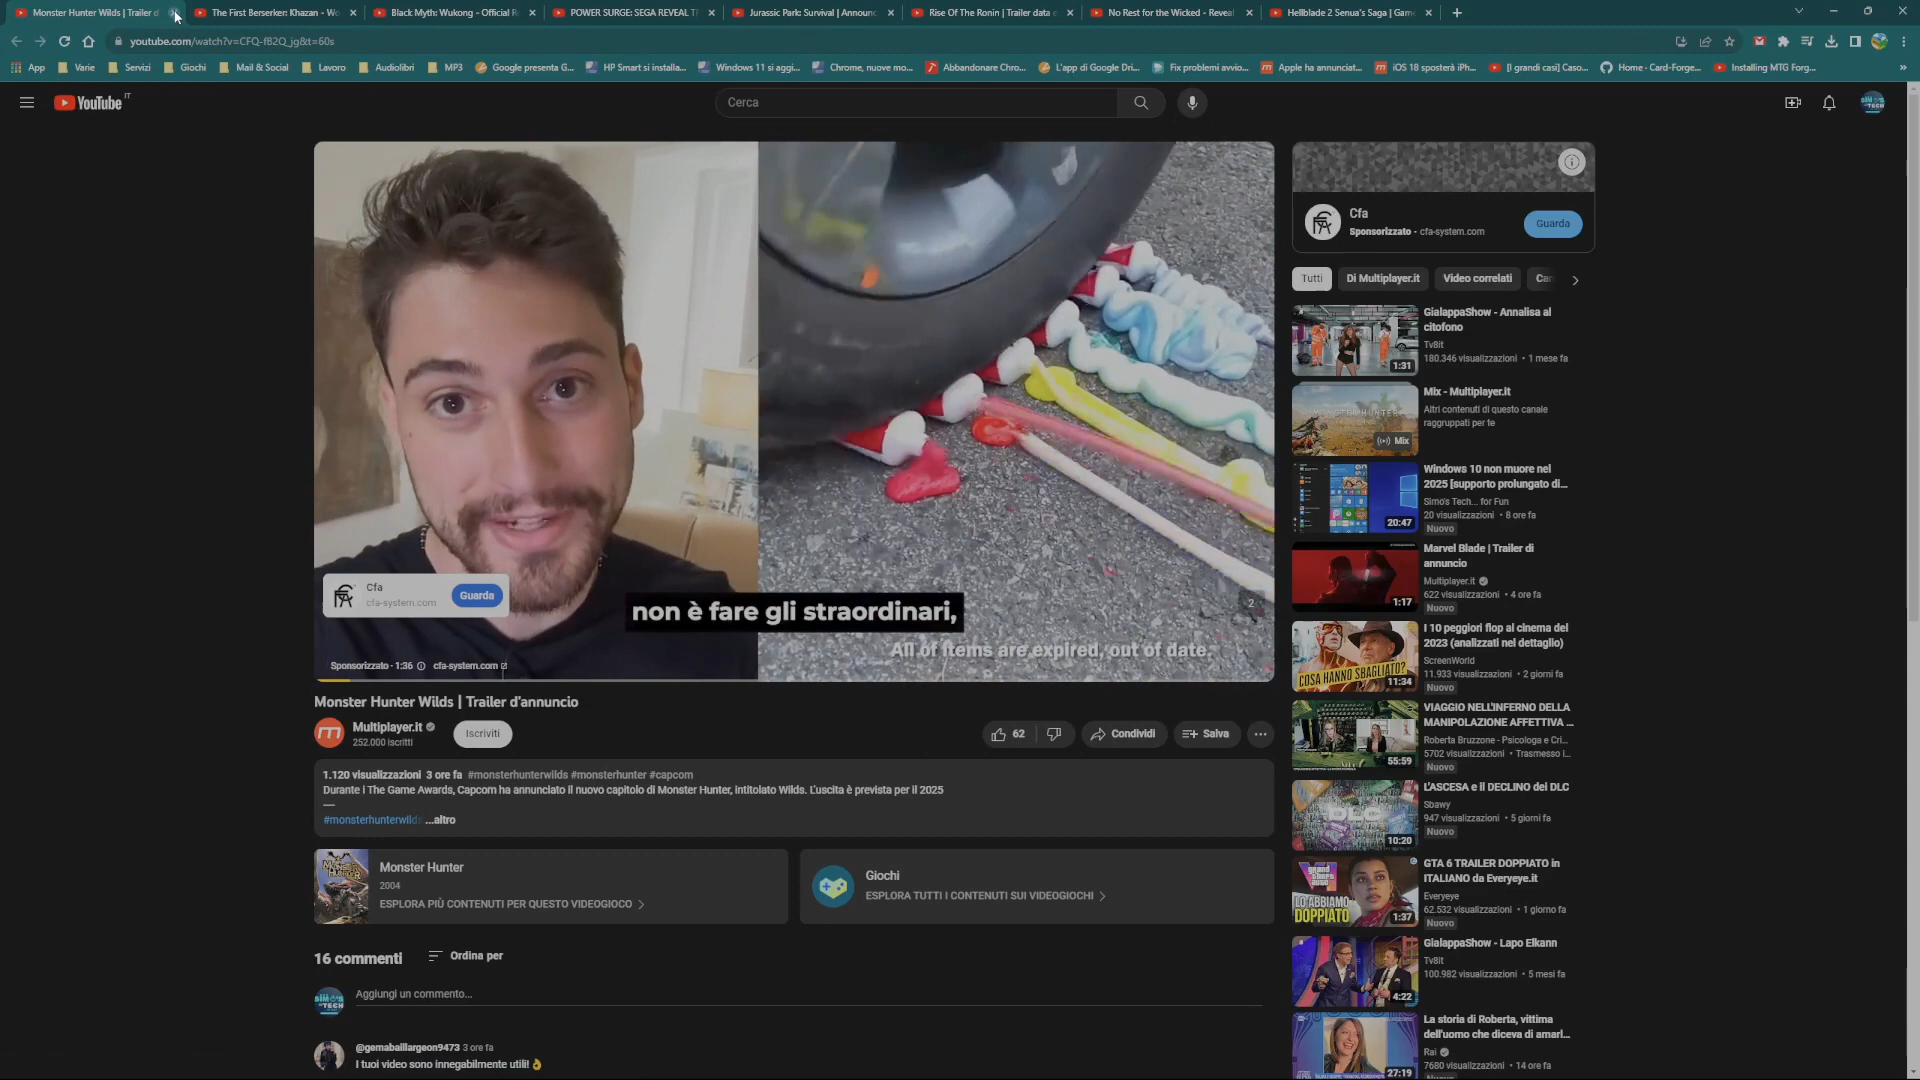 Monster Hunter Wilds | Trailer d
The First Berserker: Khazan - Wo
Black Myth: Wukong - Official R
POWER SURGE: SEGA REVEAL T
Jurassic Park: Survival | Announc
Rise Of The Ronin | Trailer data
No Rest for the Wicked - Reveal
Hellblade 2 Senua's Saga | Game
youtube.com/watch?v=CFQ-fB2Q_jg&t=60s
App
Varie
Servizi
Giochi
Mail & Social
Lavoro
Audiolibri
MP3
Google presenta G...
HP Smart si installa...
Windows 11 si aggi...
Chrome, nuove mo...
Abbandonare Chro...
L'app di Google Dri...
Fix problemi avvio...
Apple ha annunciat...
iOS 18 sposterà iPh...
[I grandi casi] Caso...
Home - Card-Forge...
Installing MTG Forg...
YouTube IT
Cerca
Cfa
cfa-system.com
Guarda
non è fare gli straordinari,
All of items are expired, out of date.
Sponsorizzato · 1:36
cfa-system.com
Monster Hunter Wilds | Trailer d'annuncio
Multiplayer.it
252.000 iscritti
Iscriviti
62
Condividi
Salva
1.120 visualizzazioni 3 ore fa #monsterhunterwilds #monsterhunter #capcom
Durante i The Game Awards, Capcom ha annunciato il nuovo capitolo di Monster Hunter, intitolato Wilds. L'uscita è prevista per il 2025
—
#monsterhunterwilds ...altro
Monster Hunter
2004
ESPLORA PIÙ CONTENUTI PER QUESTO VIDEOGIOCO
Giochi
ESPLORA TUTTI I CONTENUTI SUI VIDEOGIOCHI
16 commenti
Ordina per
Aggiungi un commento...
@gemabaillargeon9473 3 ore fa
I tuoi video sono innegabilmente utili! 👌
Cfa
Sponsorizzato · cfa-system.com
Guarda
Tutti
Di Multiplayer.it
Video correlati
Car
1:31
GialappaShow - Annalisa al
citofono
Tv8it
180.346 visualizzazioni · 1 mese fa
MONSTER HUNTER
Mix
Mix - Multiplayer.it
Altri contenuti di questo canale
raggruppati per te
20:47
Windows 10 non muore nel
2025 [supporto prolungato di...
Simo's Tech... for Fun
20 visualizzazioni · 8 ore fa
Nuovo
1:17
Marvel Blade | Trailer di
annuncio
Multiplayer.it
622 visualizzazioni · 4 ore fa
Nuovo
COSA HANNO SBAGLIATO?
11:34
I 10 peggiori flop al cinema del
2023 (analizzati nel dettaglio)
ScreenWorld
11.933 visualizzazioni · 2 giorni fa
Nuovo
55:59
VIAGGIO NELL'INFERNO DELLA
MANIPOLAZIONE AFFETTIVA ...
Roberta Bruzzone - Psicologa e Cri...
5702 visualizzazioni · Trasmesso i...
Nuovo
10:20
L'ASCESA e il DECLINO dei DLC
Sbawy
947 visualizzazioni · 5 giorni fa
Nuovo
LO ABBIAMO
DOPPIATO
1:37
GTA 6 TRAILER DOPPIATO in
ITALIANO da Everyeye.it
Everyeye
62.532 visualizzazioni · 1 giorno fa
Nuovo
4:22
GialappaShow - Lapo Elkann
Tv8it
100.982 visualizzazioni · 5 mesi fa
27:19
La storia di Roberta, vittima
dell'uomo che diceva di amarl...
Rai
7680 visualizzazioni · 14 ore fa
Nuovo